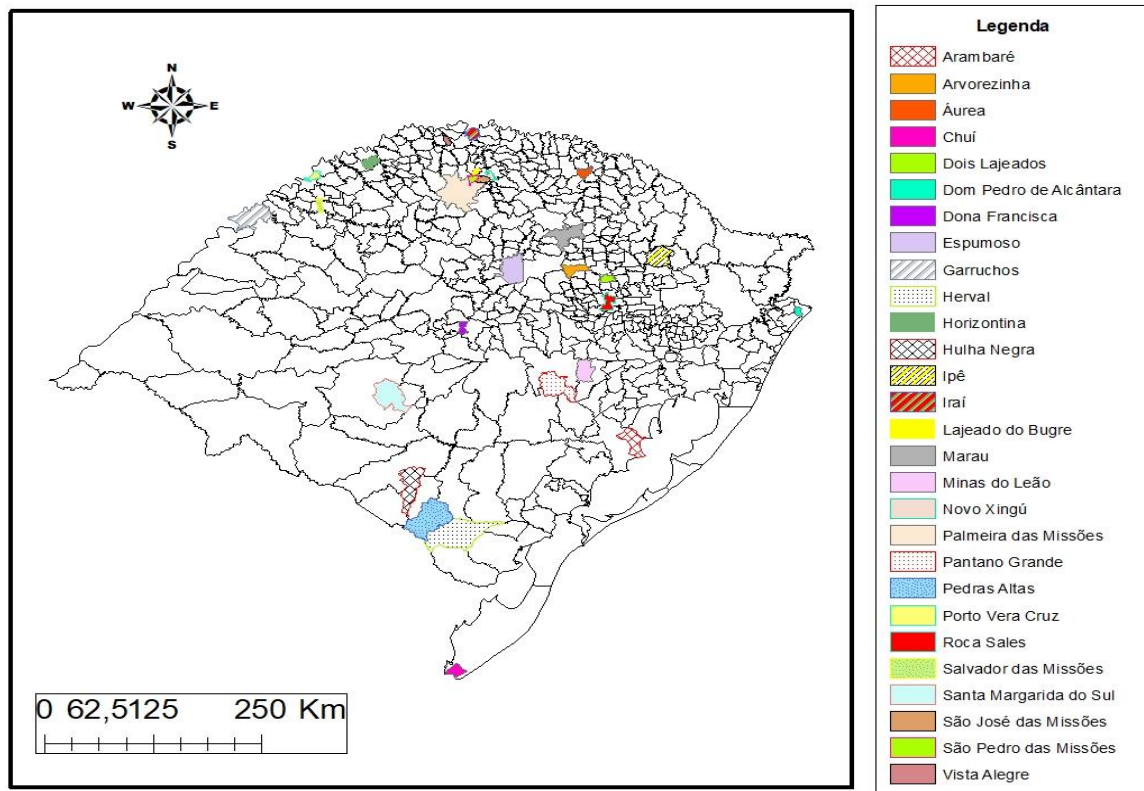 N
W E
S
0 62,5125 250 Km
Legenda
Arambaré
Arvorezinha
Áurea
Chuí
Dois Lajeados
Dom Pedro de Alcântara
Dona Francisca
Espumoso
Garruchos
Herval
Horizontina
Hulha Negra
Ipê
Iraí
Lajeado do Bugre
Marau
Minas do Leão
Novo Xingú
Palmeira das Missões
Pantano Grande
Pedras Altas
Porto Vera Cruz
Roca Sales
Salvador das Missões
Santa Margarida do Sul
São José das Missões
São Pedro das Missões
Vista Alegre